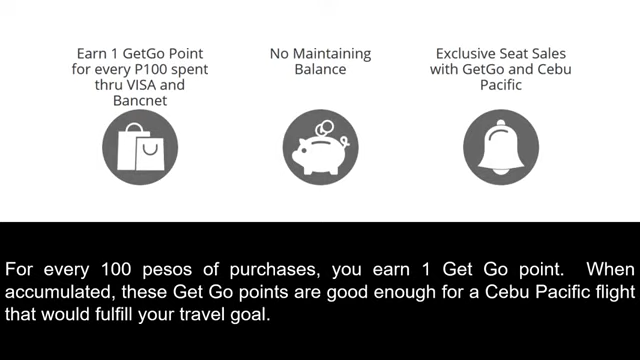 Earn 1 GetGo Point
for every P100 spent
thru VISA and
Bancnet
No Maintaining
Balance
Exclusive Seat Sales
with GetGo and Cebu
Pacific
For every 100 pesos of purchases, you earn 1 Get Go point. When
accumulated, these Get Go points are good enough for a Cebu Pacific flight
that would fulfill your travel goal.